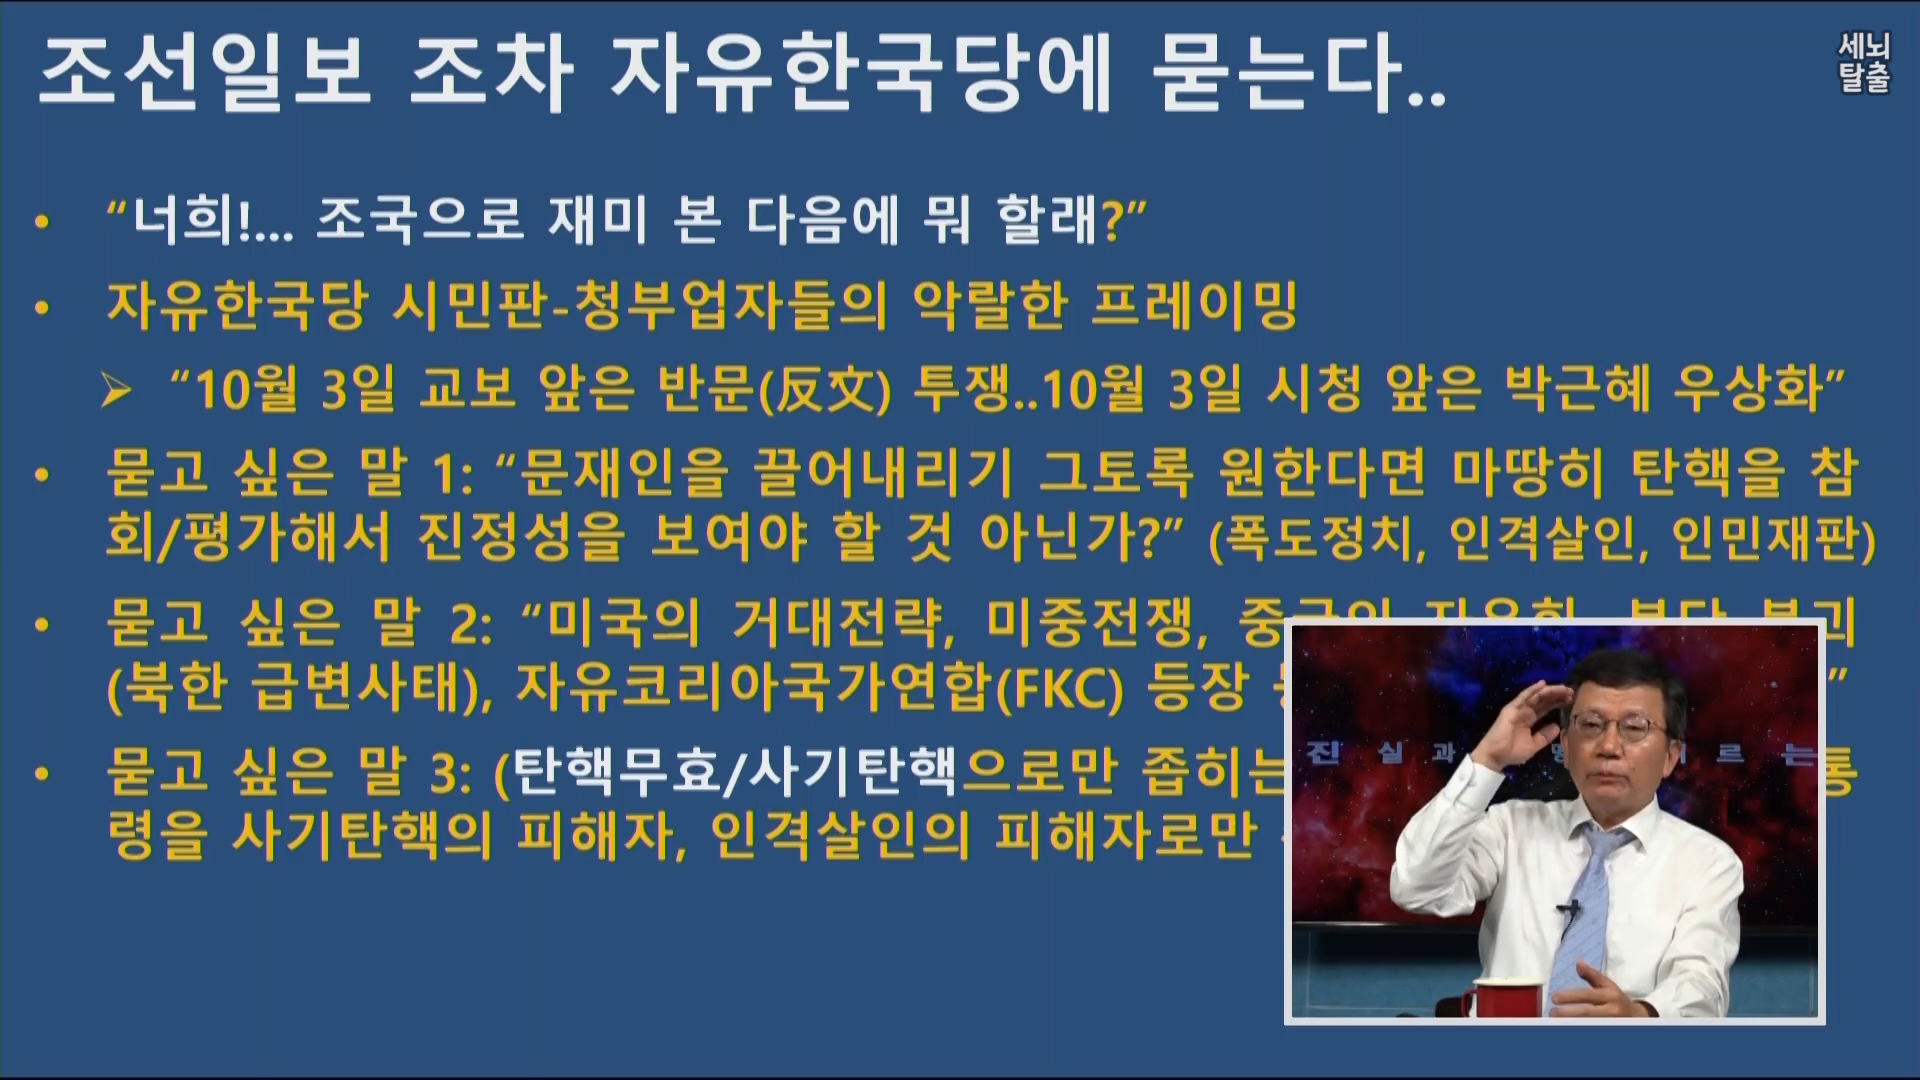 조선일보 조차 자유한국당에 묻는다..
세뇌
탈출
• “너희!... 조국으로 재미 본 다음에 뭐 할래?”
• 자유한국당 시민판-청부업자들의 악랄한 프레이밍
➢ “10월 3일 교보 앞은 반문(反文) 투쟁..10월 3일 시청 앞은 박근혜 우상화”
• 묻고 싶은 말 1: “문재인을 끌어내리기 그토록 원한다면 마땅히 탄핵을 참
회/평가해서 진정성을 보여야 할 것 아닌가?” (폭도정치, 인격살인, 인민재판)
• 묻고 싶은 말 2: “미국의 거대전략, 미중전쟁,
(북한 급변사태), 자유코리아국가연합(FKC) 등장 ”
• 묻고 싶은 말 3: (탄핵무효/사기탄핵으로만 좁히는 통
령을 사기탄핵의 피해자, 인격살인의 피해자로만
진 실 과 르 는